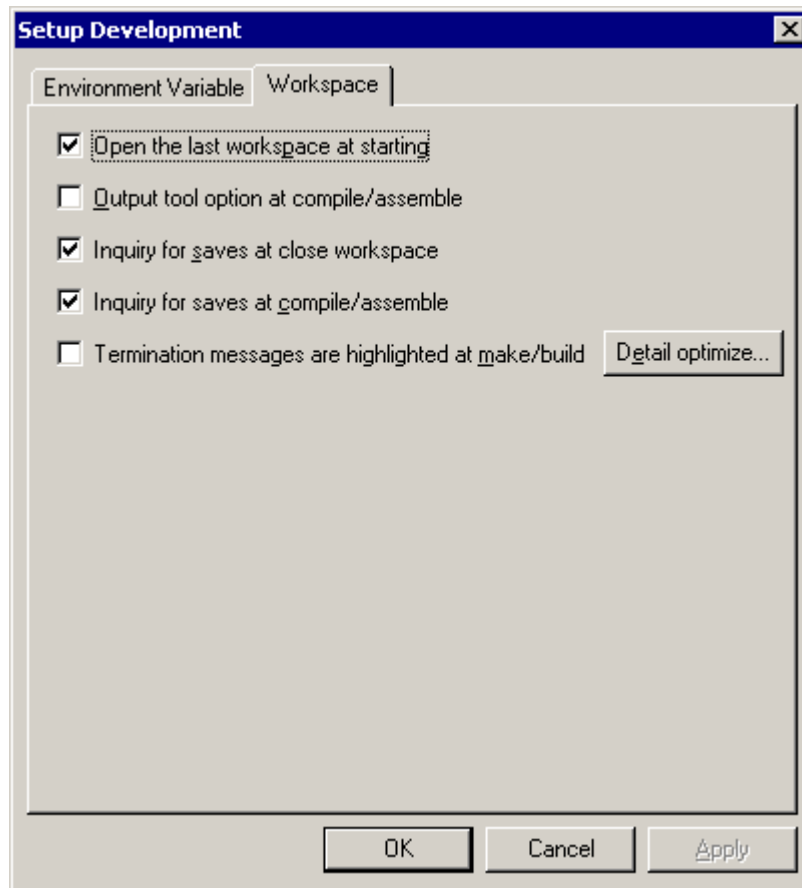 Setup Development
Environment Variable Workspace
Open the last workspace at starting
Output tool option at compile/assemble
Inquiry for saves at close workspace
Inquiry for saves at compile/assemble
Termination messages are highlighted at make/build Detail optimize...
OK Cancel Apply